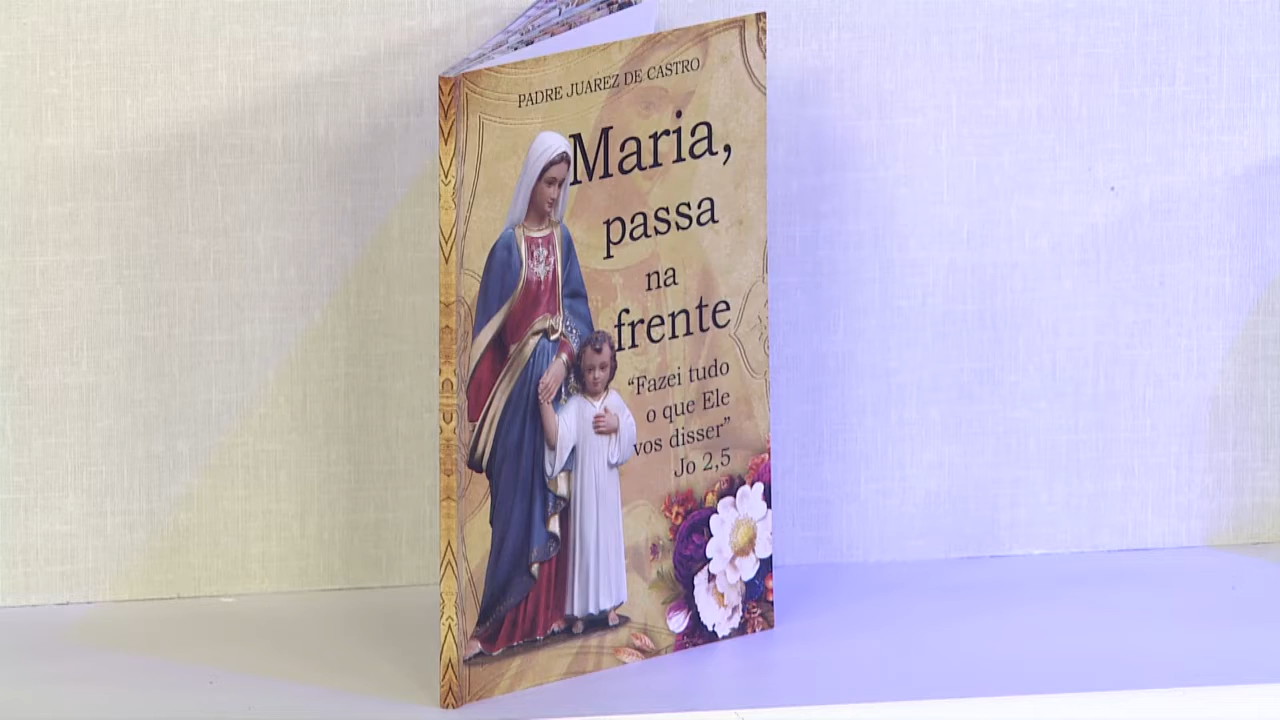 PADRE JUAREZ DE CASTRO
Maria,
passa
na
frente
“Fazei tudo
o que Ele
vos disser”
Jo 2,5